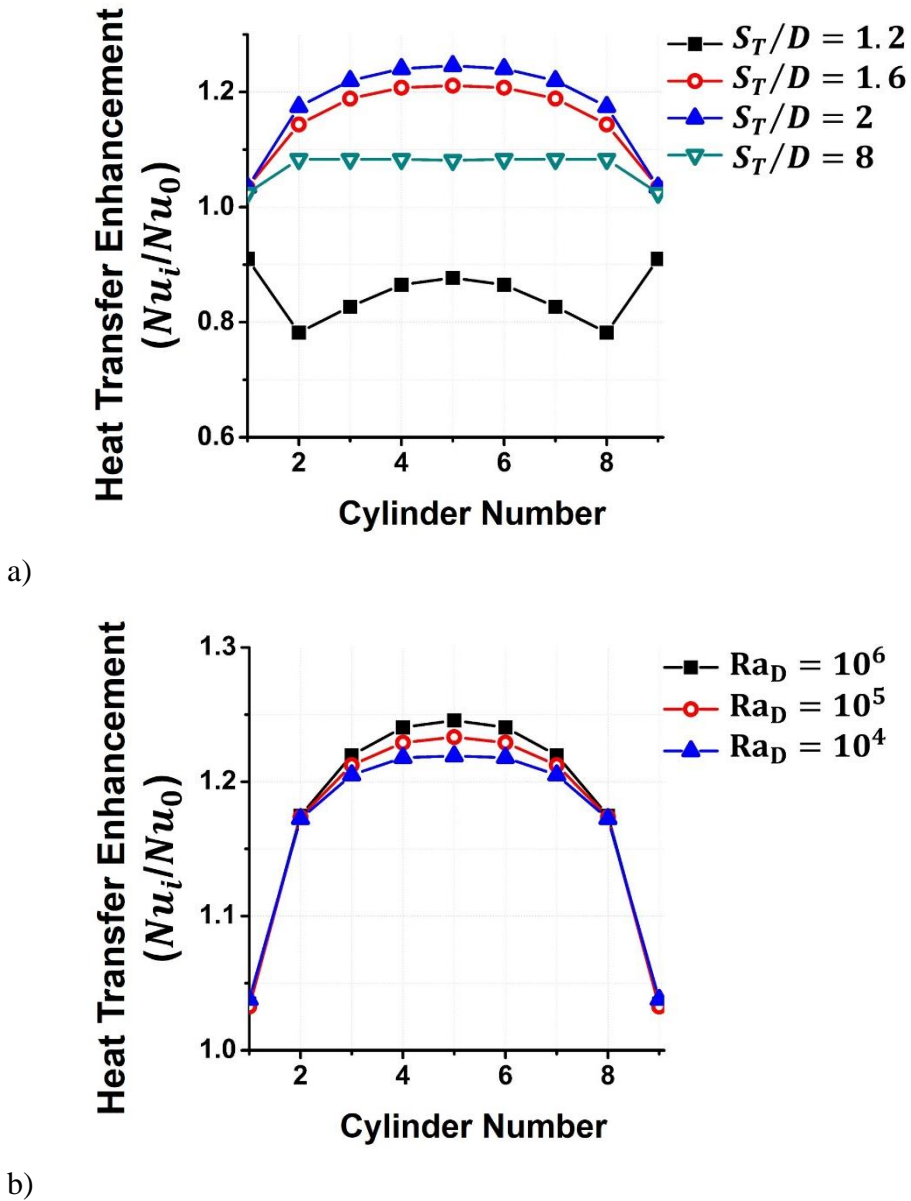 Heat Transfer Enhancement
(Nu_i/Nu_0)
1.2
1.0
0.8
0.6
2
4
6
8
Cylinder Number
S_T/D = 1.2
S_T/D = 1.6
S_T/D = 2
S_T/D = 8
a)
Heat Transfer Enhancement
(Nu_i/Nu_0)
1.3
1.2
1.1
1.0
2
4
6
8
Cylinder Number
Ra_D = 10^6
Ra_D = 10^5
Ra_D = 10^4
b)